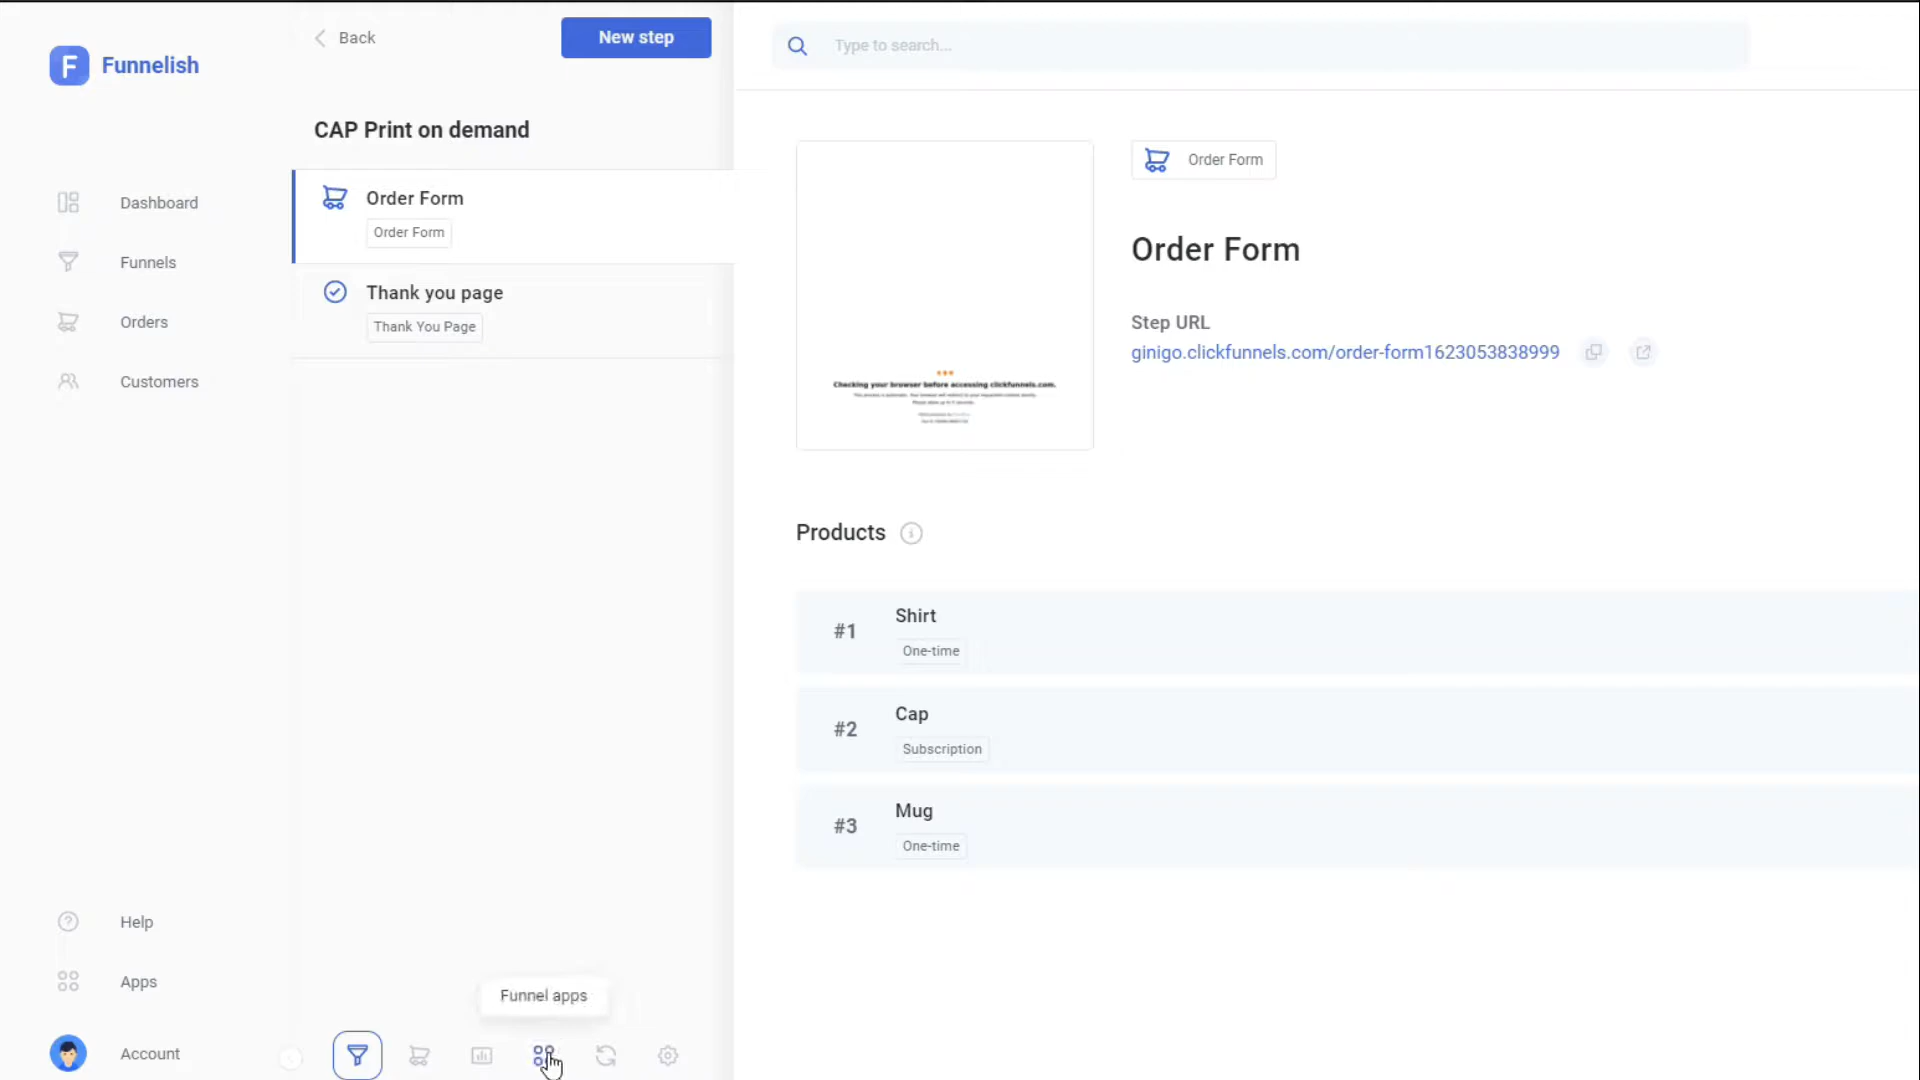 Funnelish
Dashboard
Funnels
Orders
Customers
Help
Apps
Account
Back
New step
CAP Print on demand
Order Form
Order Form
Thank you page
Thank You Page
Funnel apps
Type to search...
Checking your browser before accessing clickfunnels.com.
Order Form
Order Form
Step URL
ginigo.clickfunnels.com/order-form1623053838999
Products
#1
Shirt
One-time
#2
Cap
Subscription
#3
Mug
One-time